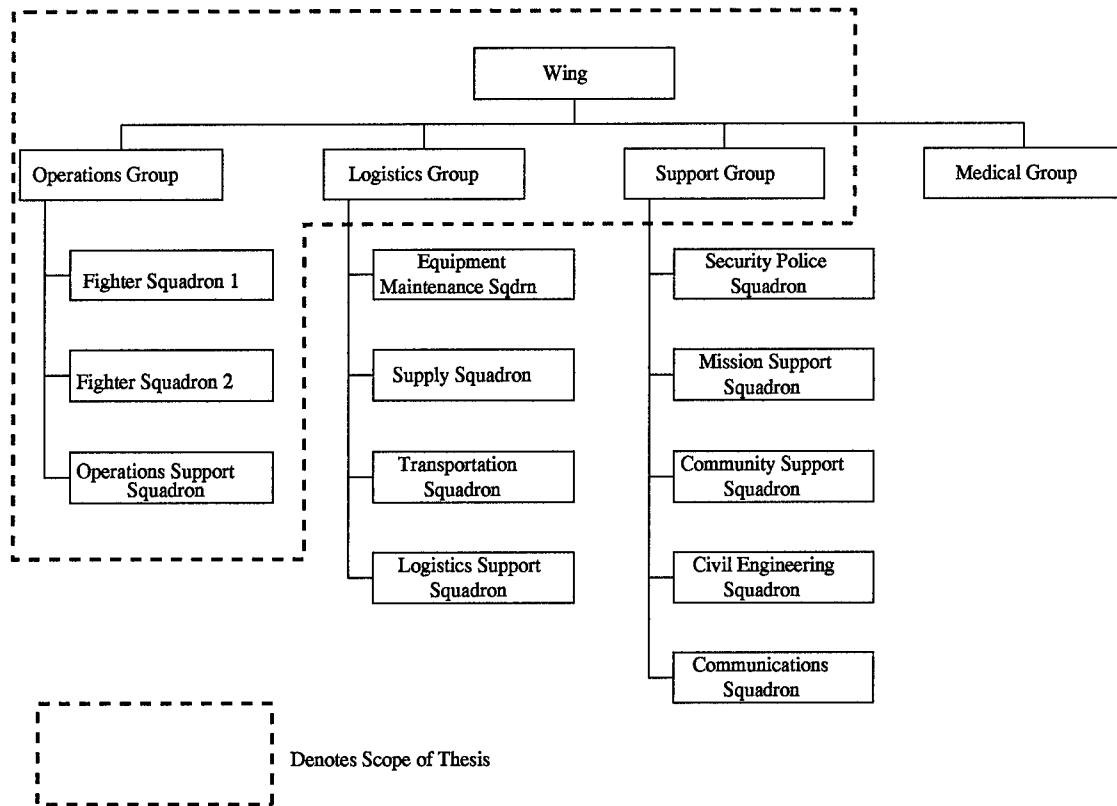 Wing
Operations Group
Logistics Group
Support Group
Medical Group
Fighter Squadron 1
Fighter Squadron 2
Operations Support
Squadron
Equipment
Maintenance Sqdrn
Supply Squadron
Transportation
Squadron
Logistics Support
Squadron
Security Police
Squadron
Mission Support
Squadron
Community Support
Squadron
Civil Engineering
Squadron
Communications
Squadron
Denotes Scope of Thesis